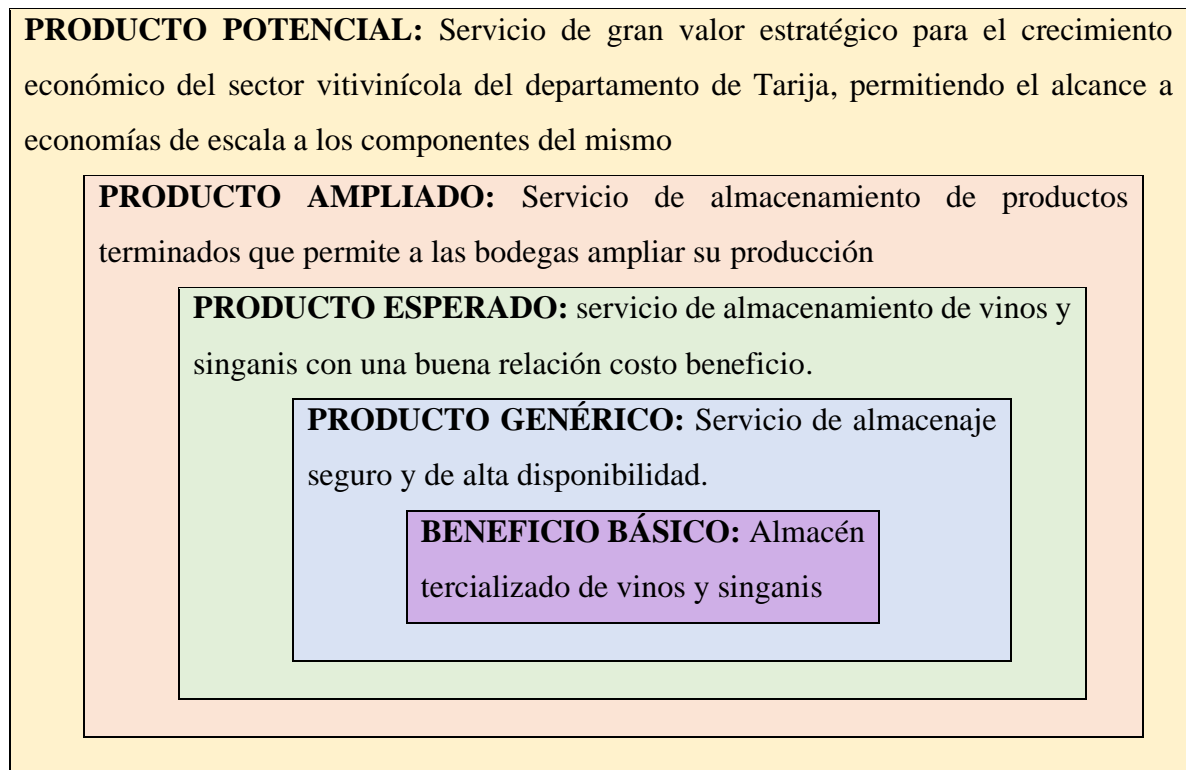 PRODUCTO POTENCIAL: Servicio de gran valor estratégico para el crecimiento
económico del sector vitivinícola del departamento de Tarija, permitiendo el alcance a
economías de escala a los componentes del mismo
PRODUCTO AMPLIADO: Servicio de almacenamiento de productos
terminados que permite a las bodegas ampliar su producción
PRODUCTO ESPERADO: servicio de almacenamiento de vinos y
singanis con una buena relación costo beneficio.
PRODUCTO GENÉRICO: Servicio de almacenaje
seguro y de alta disponibilidad.
BENEFICIO BÁSICO: Almacén
tercializado de vinos y singanis